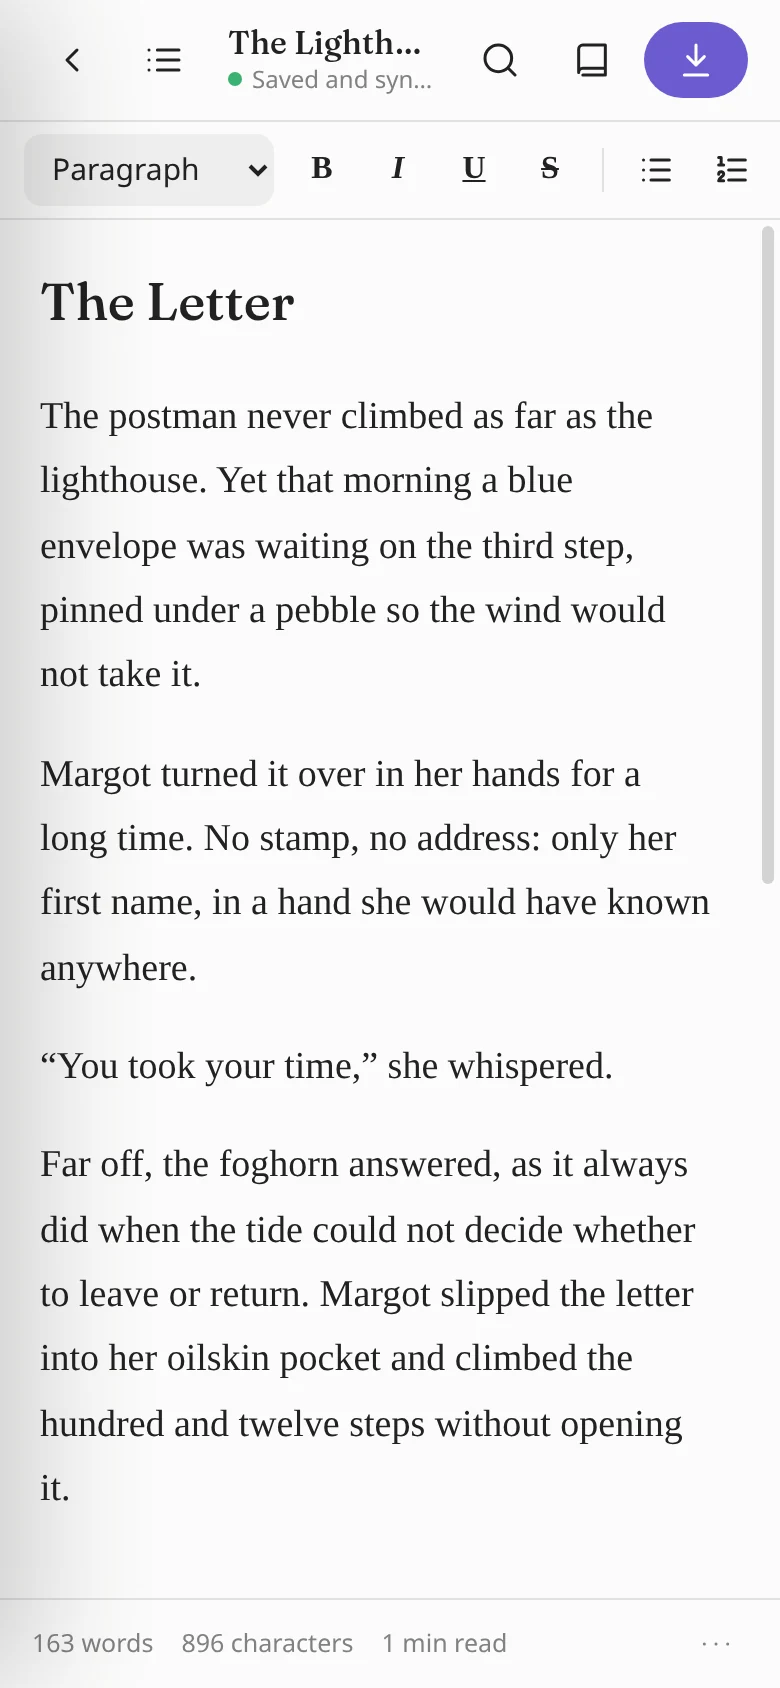 The Lighth...
Saved and syn...
Paragraph
B I U S
The Letter
The postman never climbed as far as the
lighthouse. Yet that morning a blue
envelope was waiting on the third step,
pinned under a pebble so the wind would
not take it.
Margot turned it over in her hands for a
long time. No stamp, no address: only her
first name, in a hand she would have known
anywhere.
“You took your time,” she whispered.
Far off, the foghorn answered, as it always
did when the tide could not decide whether
to leave or return. Margot slipped the letter
into her oilskin pocket and climbed the
hundred and twelve steps without opening
it.
163 words 896 characters 1 min read